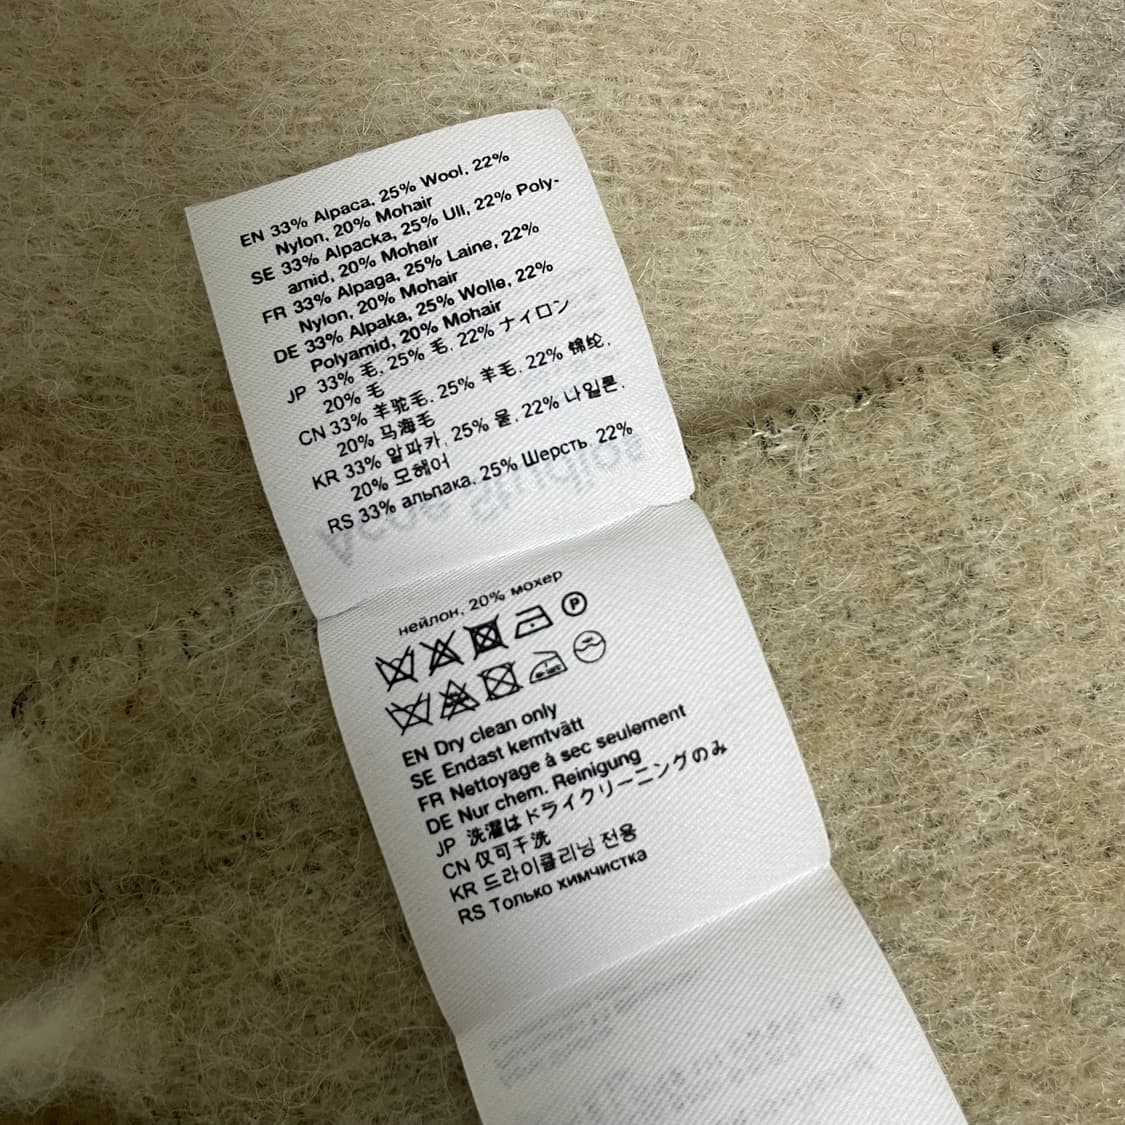 EN 33% Alpaca, 25% Wool, 22%
Nylon, 20% Mohair
SE 33% Alpacka, 25% Ull, 22% Poly-
amid, 20% Mohair
FR 33% Alpaga, 25% Laine, 22%
Nylon, 20% Mohair
DE 33% Alpaka, 25% Wolle, 22%
Polyamid, 20% Mohair
JP 33% 毛, 25% 毛, 22% ナイロン
20% 毛
CN 33% 羊驼毛, 25% 羊毛, 22% 锦纶,
20% 马海毛
KR 33% 알파카, 25% 울, 22% 나일론,
20% 모헤어
RS 33% альпака, 25% Шерсть, 22%
нейлон, 20% мохер
P
EN Dry clean only
SE Endast kemtvätt
FR Nettoyage à sec seulement
DE Nur chem. Reinigung
JP 洗濯はドライクリーニングのみ
CN 仅可干洗
KR 드라이클리닝 전용
RS Только химчистка